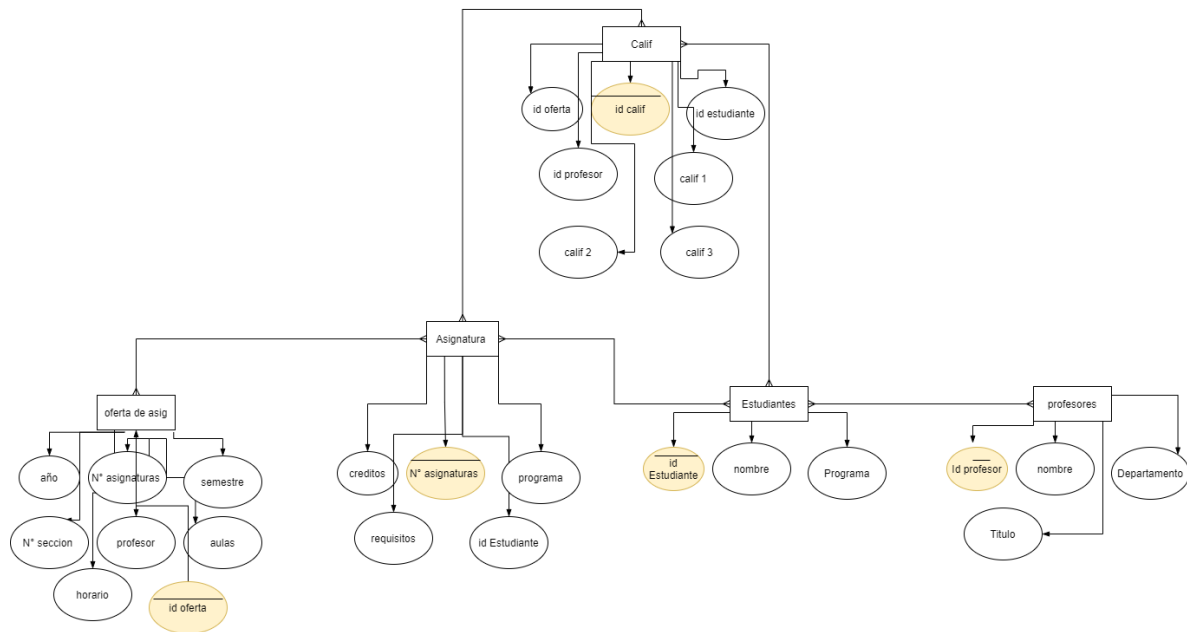 Calif
id oferta
id calif
id estudiante
id profesor
calif 1
calif 2
calif 3
Asignatura
oferta de asig
Estudiantes
profesores
año
N° asignaturas
semestre
creditos
N° asignaturas
programa
id
Estudiante
nombre
Programa
Id profesor
nombre
Departamento
N° seccion
profesor
aulas
requisitos
id Estudiante
Titulo
horario
id oferta